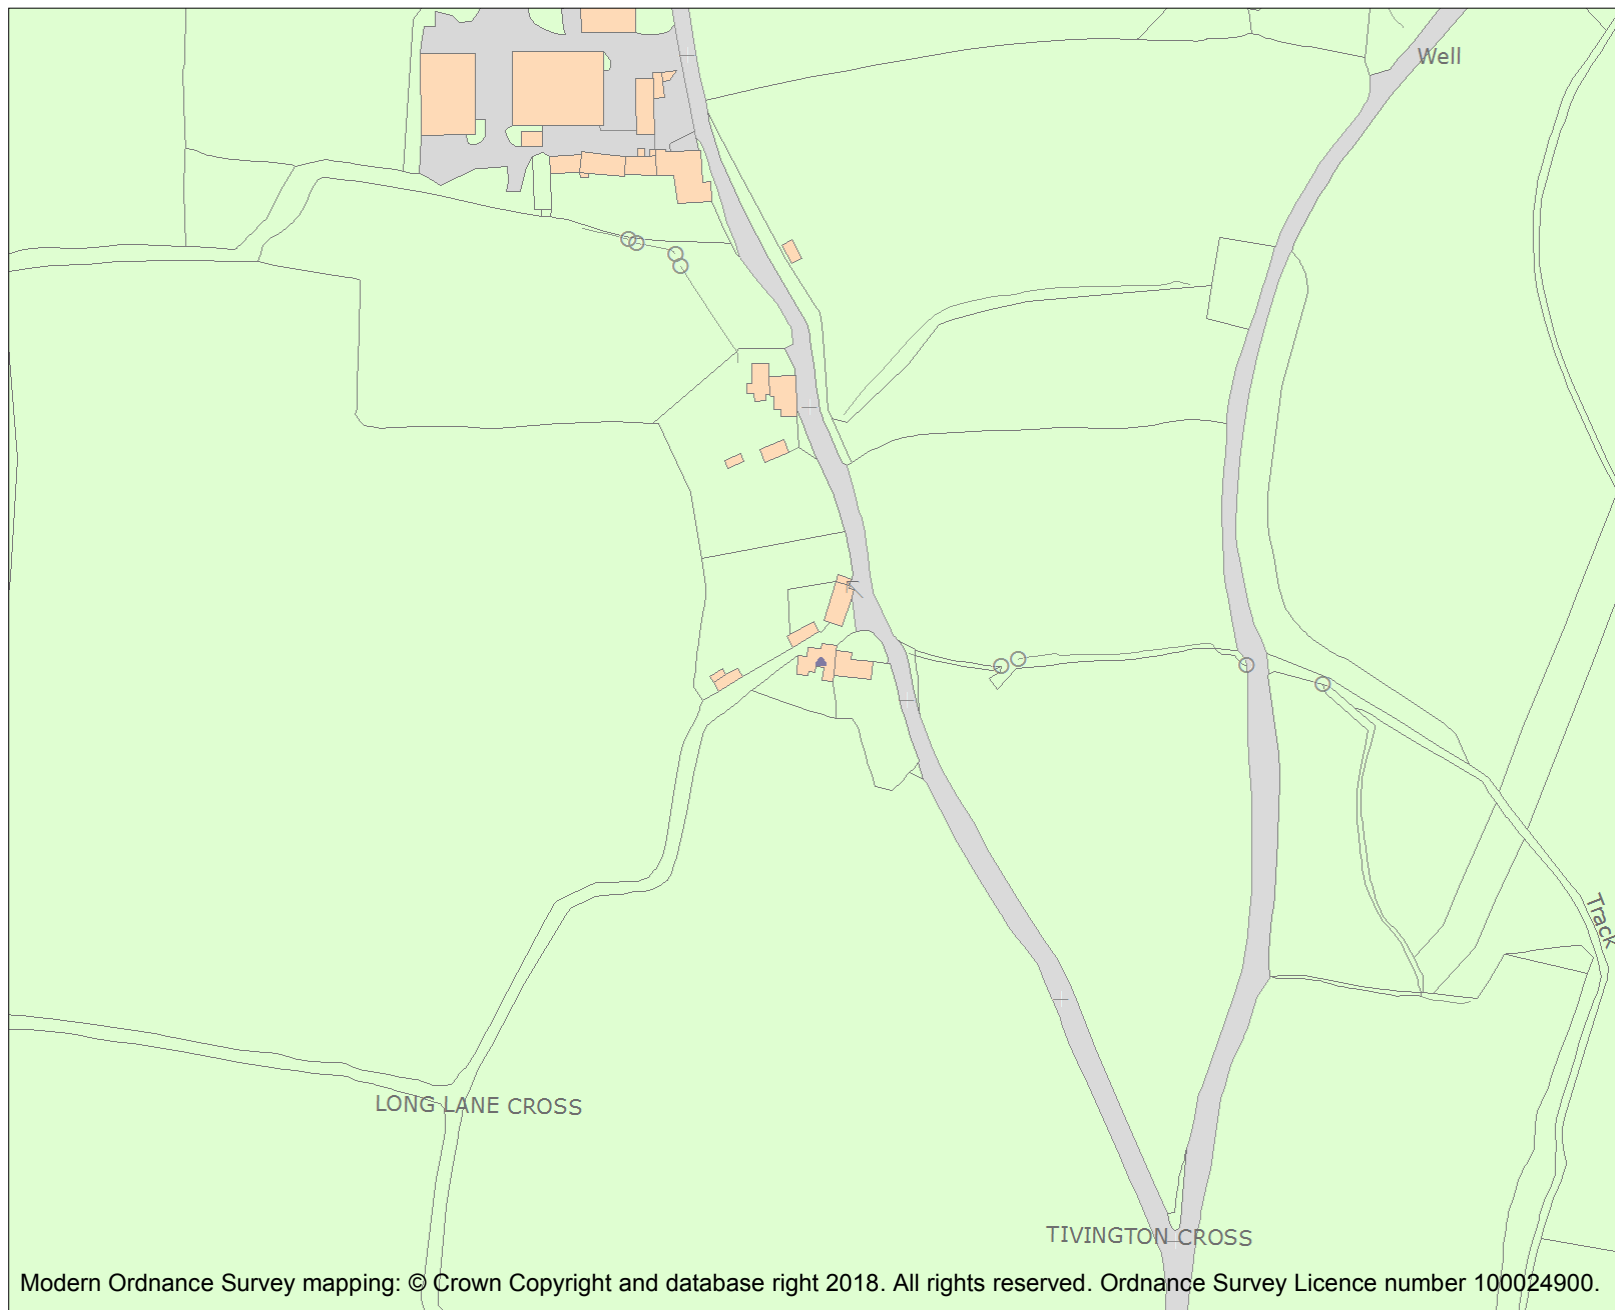 Well
Track
LONG LANE CROSS
TIVINGTON CROSS
Modern Ordnance Survey mapping: © Crown Copyright and database right 2018. All rights reserved. Ordnance Survey Licence number 100024900.